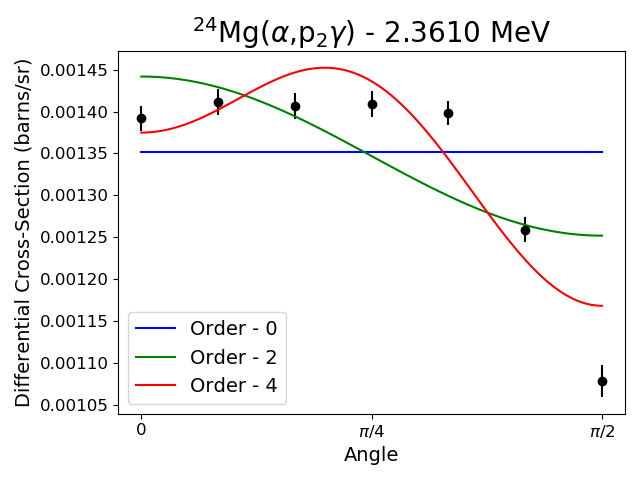 ²⁴Mg(α,p₂γ) - 2.3610 MeV
Differential Cross-Section (barns/sr)
0.00145
0.00140
0.00135
0.00130
0.00125
0.00120
0.00115
0.00110
0.00105
Order - 0
Order - 2
Order - 4
0
π/4
π/2
Angle